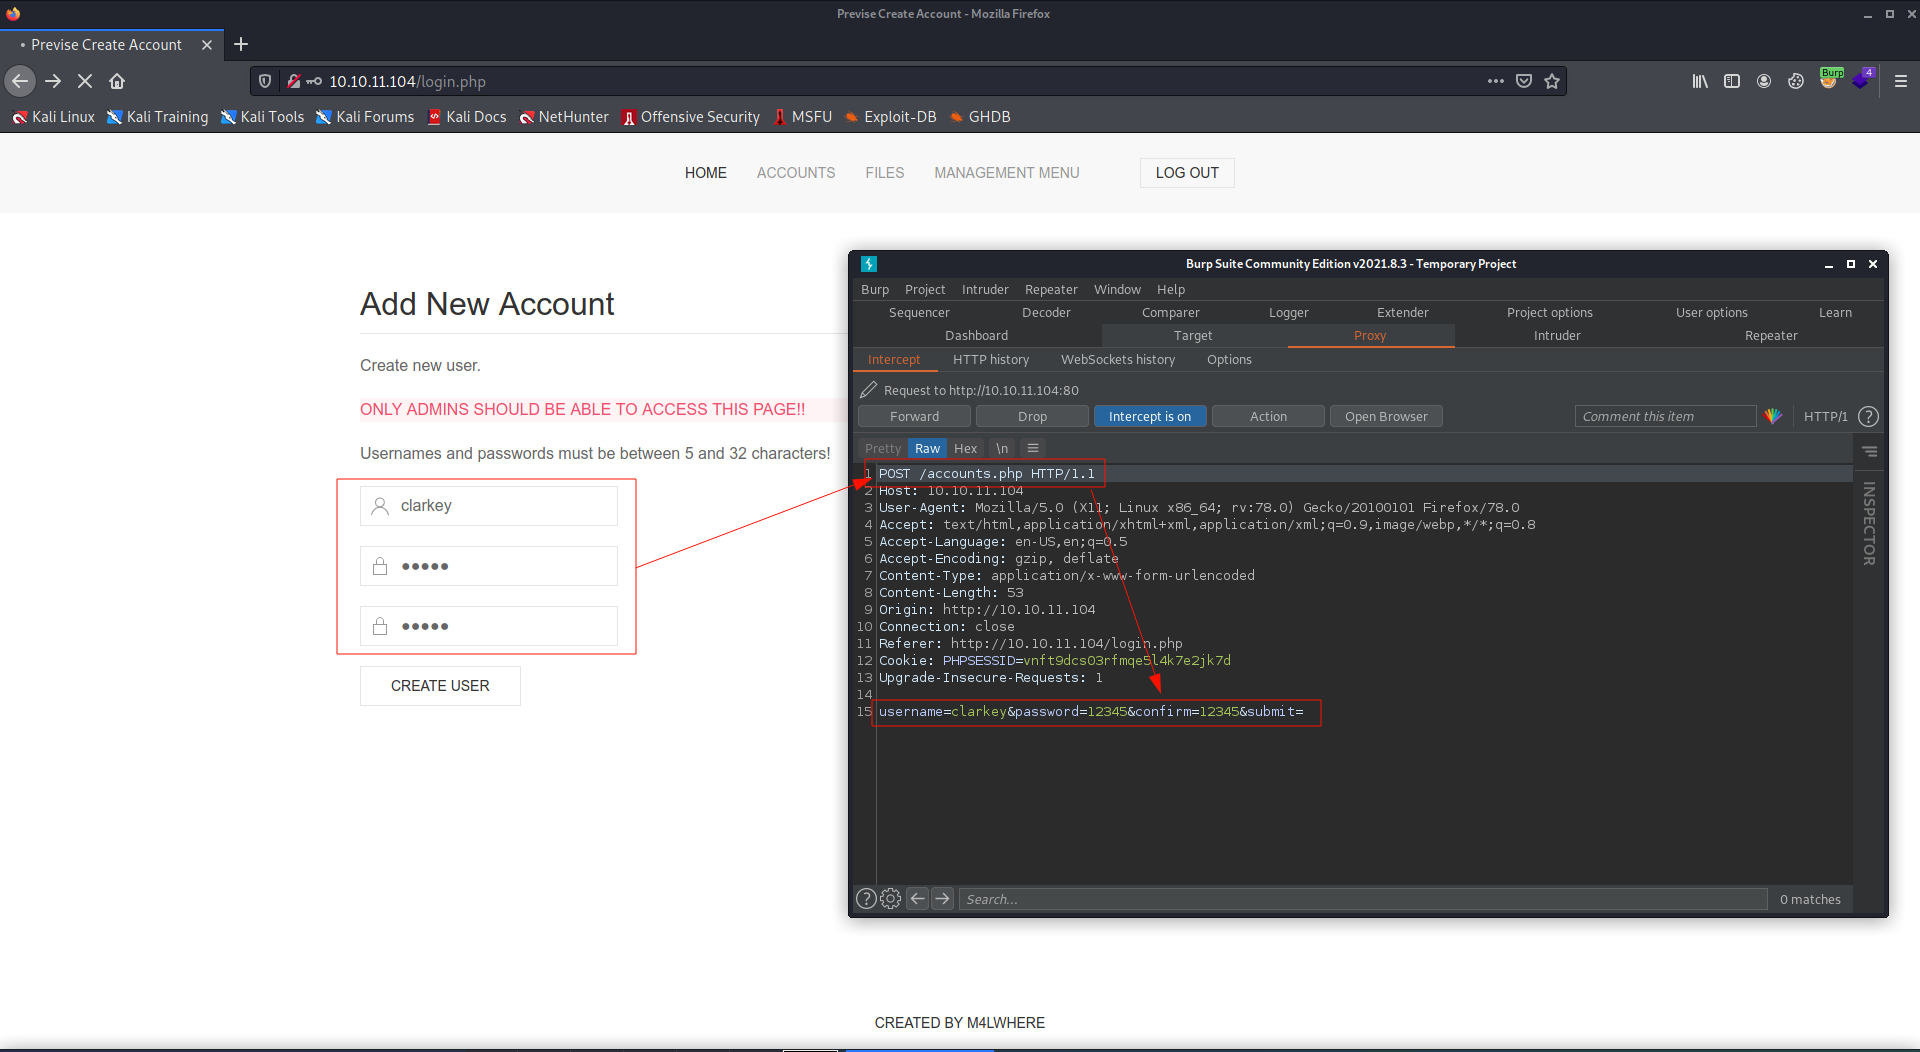 Previse Create Account - Mozilla Firefox
Previse Create Account
10.10.11.104/login.php
Burp
4
Kali Linux Kali Training Kali Tools Kali Forums Kali Docs NetHunter Offensive Security MSFU Exploit-DB GHDB
HOME ACCOUNTS FILES MANAGEMENT MENU LOG OUT
Add New Account
Create new user.
ONLY ADMINS SHOULD BE ABLE TO ACCESS THIS PAGE!!
Usernames and passwords must be between 5 and 32 characters!
clarkey
•••••
•••••
CREATE USER
Burp Suite Community Edition v2021.8.3 - Temporary Project
Burp Project Intruder Repeater Window Help
Sequencer Decoder Comparer Logger Extender Project options User options Learn
Dashboard Target Proxy Intruder Repeater
Intercept HTTP history WebSockets history Options
Request to http://10.10.11.104:80
Forward Drop Intercept is on Action Open Browser Comment this item HTTP/1 ?
Pretty Raw Hex \n
INSPECTOR
1 POST /accounts.php HTTP/1.1
2 Host: 10.10.11.104
3 User-Agent: Mozilla/5.0 (X11; Linux x86_64; rv:78.0) Gecko/20100101 Firefox/78.0
4 Accept: text/html,application/xhtml+xml,application/xml;q=0.9,image/webp,*/*;q=0.8
5 Accept-Language: en-US,en;q=0.5
6 Accept-Encoding: gzip, deflate
7 Content-Type: application/x-www-form-urlencoded
8 Content-Length: 53
9 Origin: http://10.10.11.104
10 Connection: close
11 Referer: http://10.10.11.104/login.php
12 Cookie: PHPSESSID=vnft9dcs03rfmqe5l4k7e2jk7d
13 Upgrade-Insecure-Requests: 1
14
15 username=clarkey&password=12345&confirm=12345&submit=
? Search... 0 matches
CREATED BY M4LWHERE